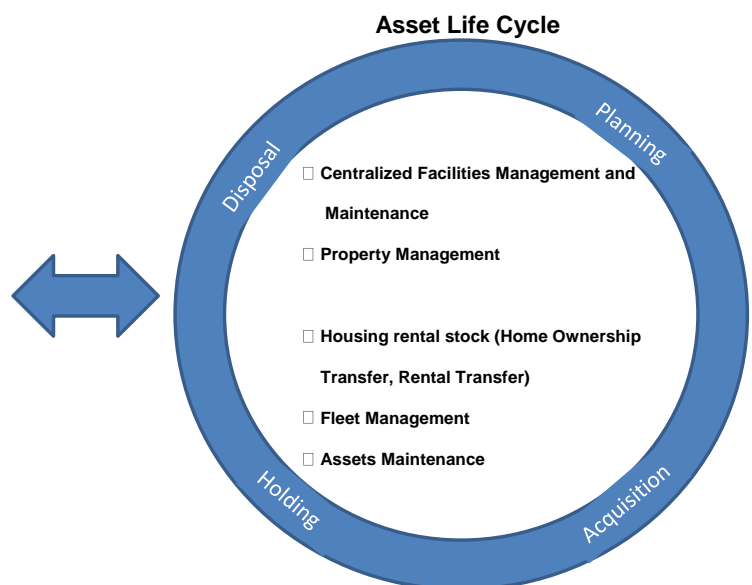 Asset Life Cycle
Planning
Disposal
□ Centralized Facilities Management and
Maintenance
□ Property Management
□ Housing rental stock (Home Ownership
Transfer, Rental Transfer)
□ Fleet Management
□ Assets Maintenance
Holding
Acquisition